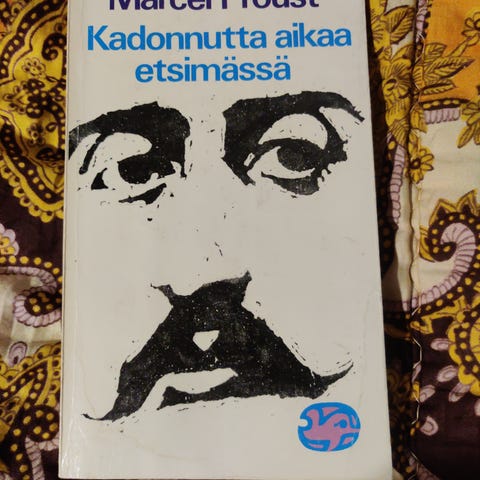 Marcel Proust
Kadonnutta aikaa
etsimässä